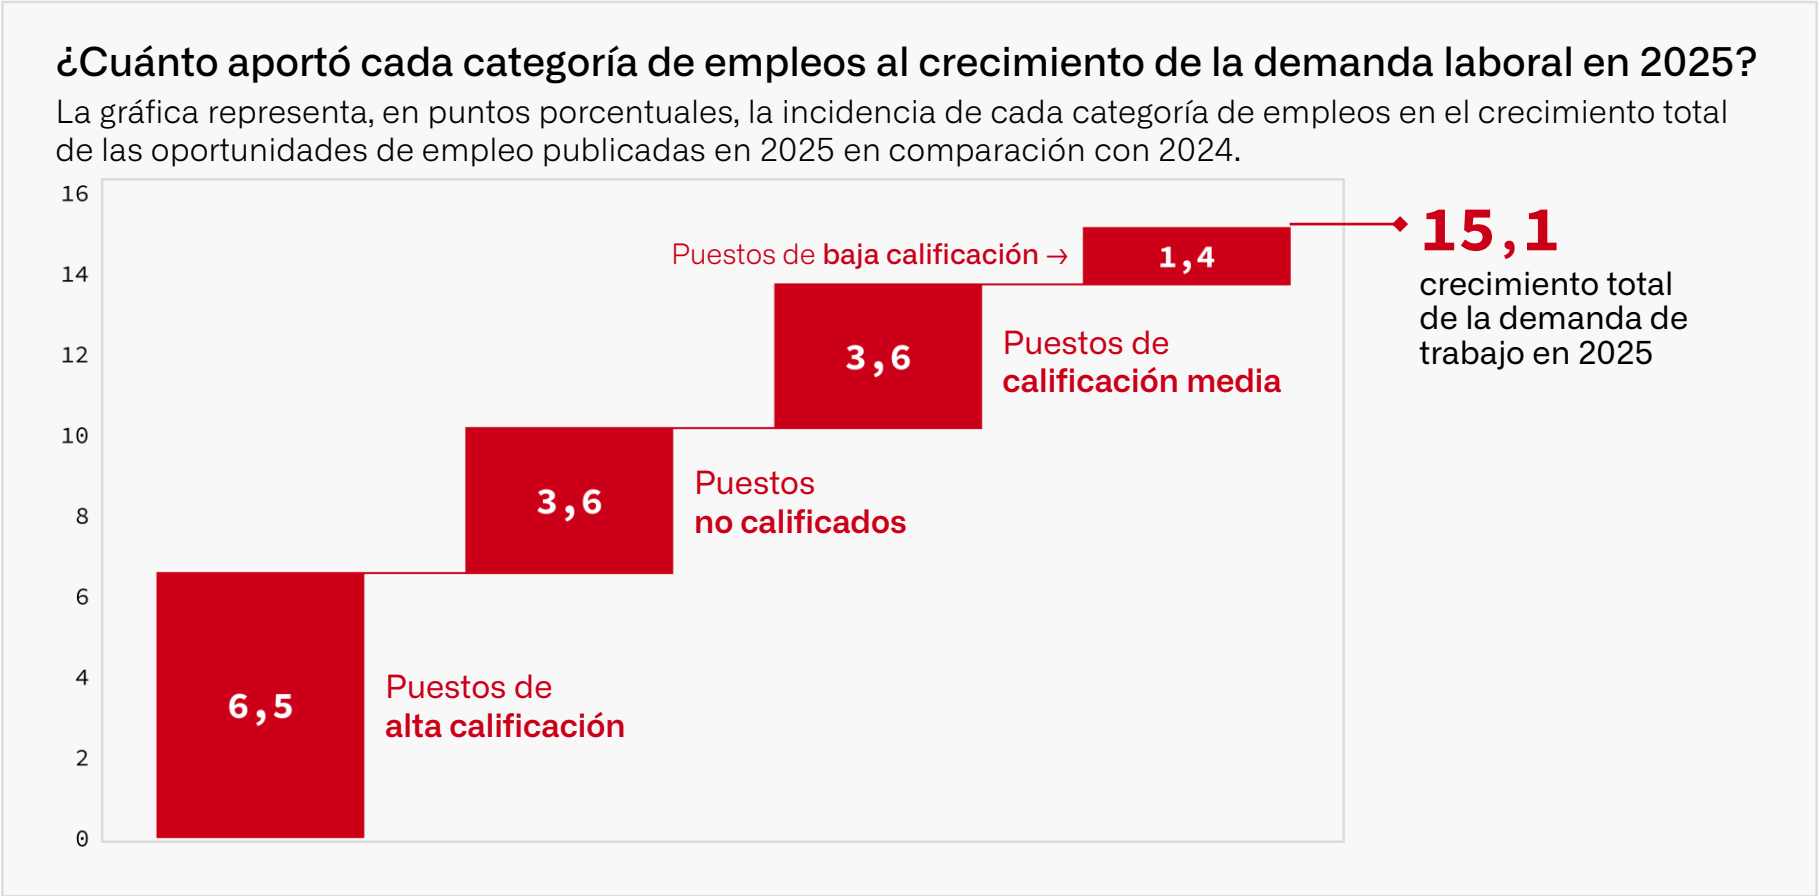 ¿Cuánto aportó cada categoría de empleos al crecimiento de la demanda laboral en 2025?
La gráfica representa, en puntos porcentuales, la incidencia de cada categoría de empleos en el crecimiento total
de las oportunidades de empleo publicadas en 2025 en comparación con 2024.
16
14
12
10
8
6
4
2
0
6,5
Puestos de
alta calificación
3,6
Puestos
no calificados
3,6
Puestos de
calificación media
Puestos de baja calificación →
1,4
15,1
crecimiento total
de la demanda de
trabajo en 2025